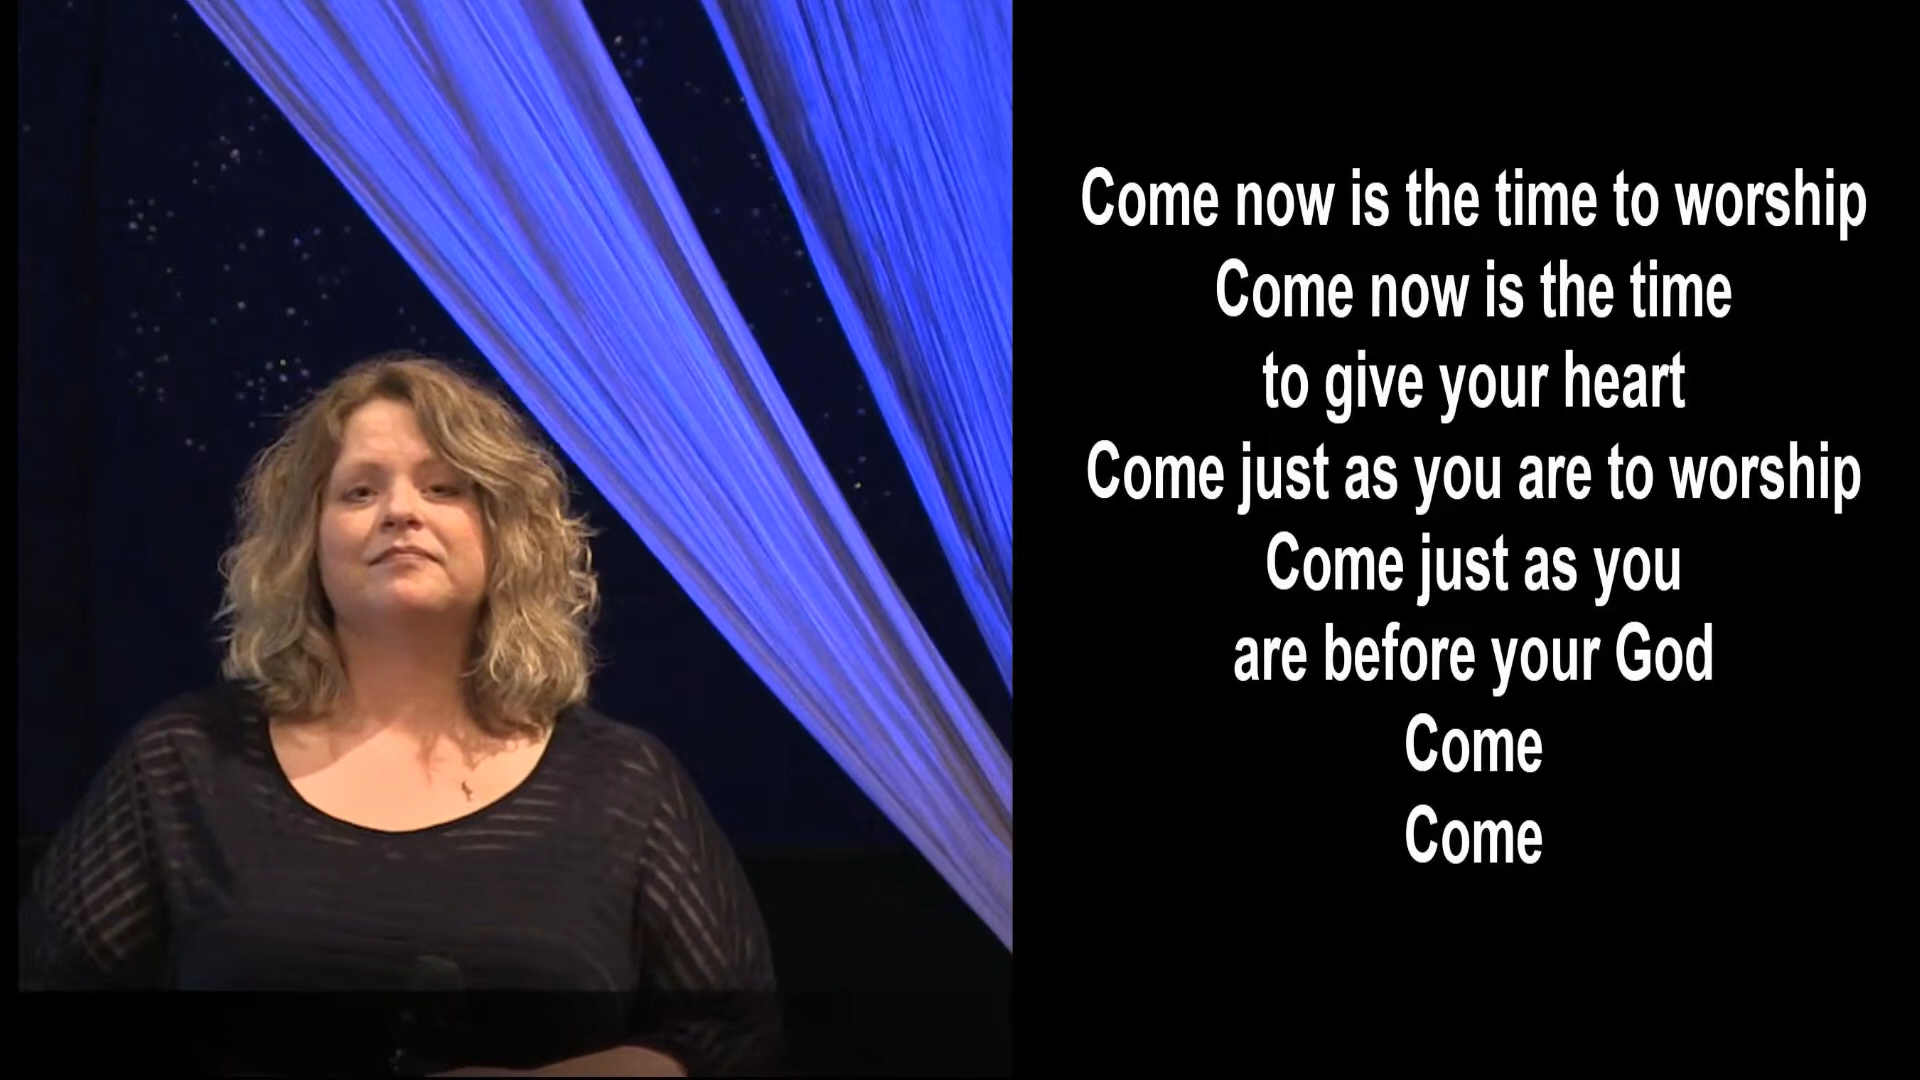 Come now is the time to worship
Come now is the time
to give your heart
Come just as you are to worship
Come just as you
are before your God
Come
Come